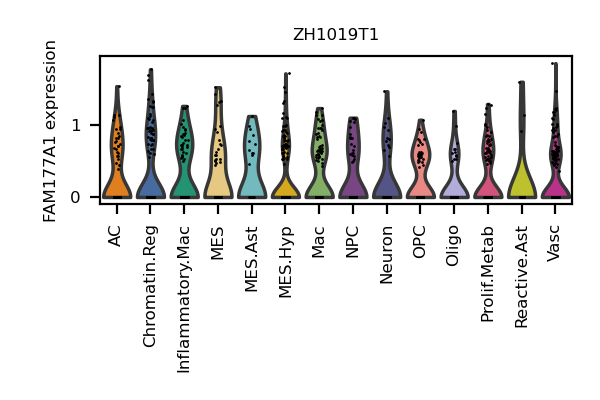 ZH1019T1
FAM177A1 expression
1
0
AC
Chromatin.Reg
Inflammatory.Mac
MES
MES.Ast
MES.Hyp
Mac
NPC
Neuron
OPC
Oligo
Prolif.Metab
Reactive.Ast
Vasc